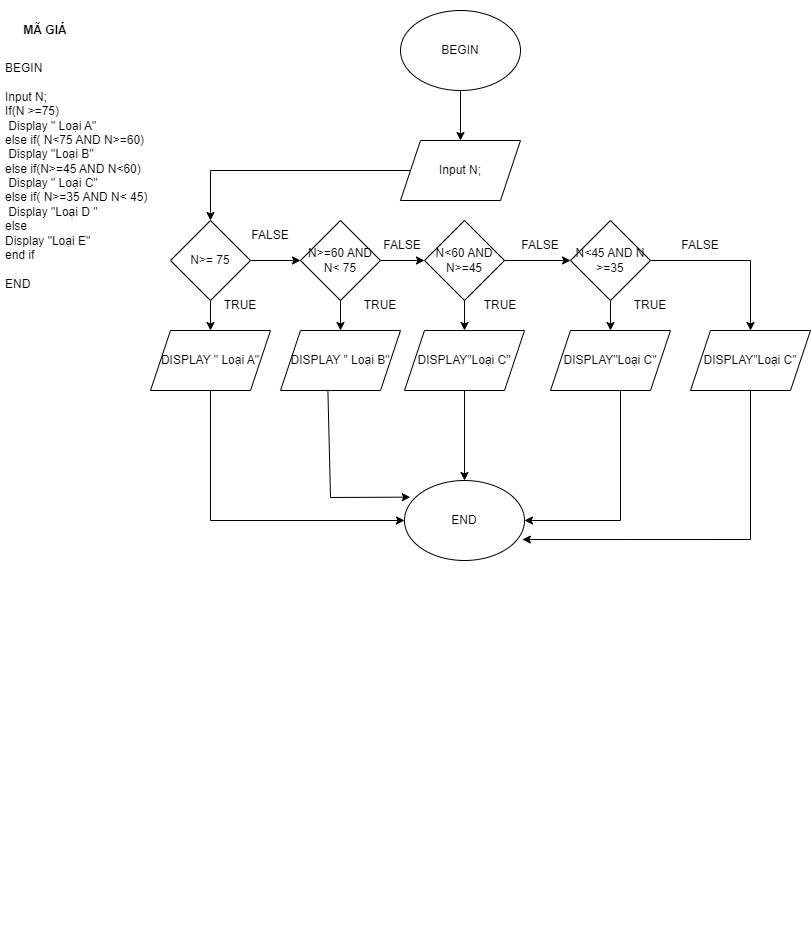 MÃ GIẢ
BEGIN
Input N;
If(N >=75)
Display " Loại A"
else if( N<75 AND N>=60)
Display "Loại B"
else if(N>=45 AND N<60)
Display " Loại C"
else if( N>=35 AND N< 45)
Display "Loại D "
else
Display "Loại E"
end if
END
BEGIN
Input N;
N>= 75
FALSE
N>=60 AND
N< 75
FALSE
N<60 AND
N>=45
FALSE
N<45 AND N
>=35
FALSE
TRUE
TRUE
TRUE
TRUE
DISPLAY " Loại A"
DISPLAY " Loại B"
DISPLAY"Loại C"
DISPLAY"Loại C"
DISPLAY"Loại C"
END